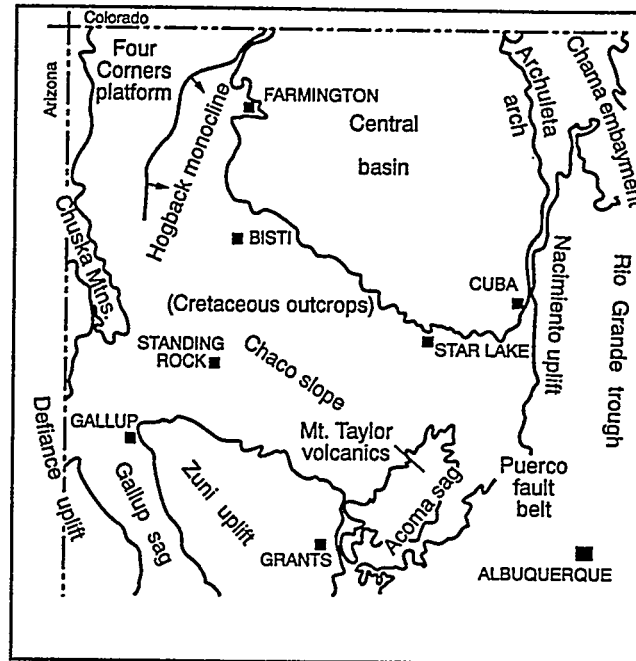 Colorado
Arizona
Four
Corners
platform
FARMINGTON
Hogback monocline
Central
basin
Archuleta
arch
Chama embayment
Chuska Mtns.
BISTI
(Cretaceous outcrops)
CUBA
Nacimiento uplift
Rio Grande trough
STANDING
ROCK
STAR LAKE
Chaco slope
GALLUP
Defiance uplift
Gallup sag
Zuni uplift
Mt. Taylor
volcanics
Acoma sag
Puerco
fault
belt
GRANTS
ALBUQUERQUE